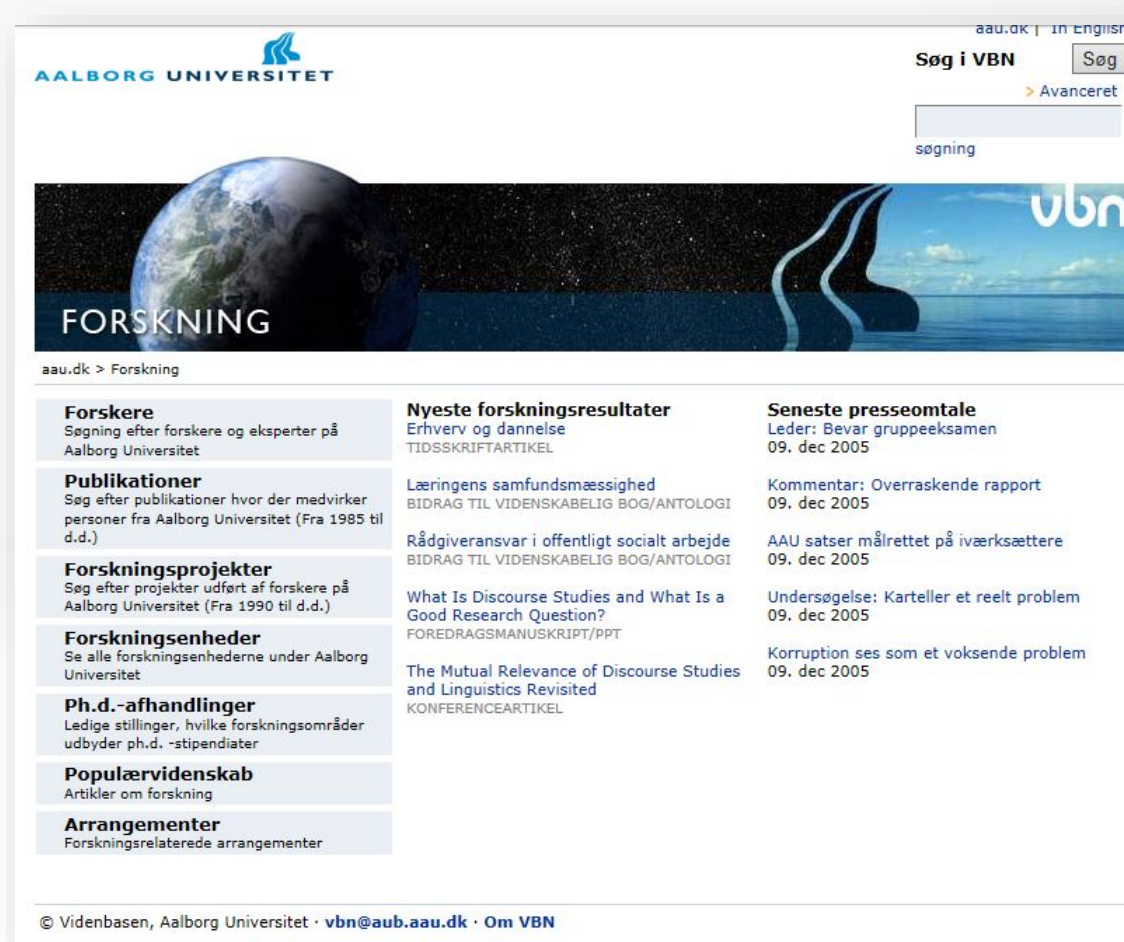 aau.dk | In English
AALBORG UNIVERSITET
Søg i VBN
Søg
> Avanceret
søgning
vbn
FORSKNING
aau.dk > Forskning
Forskere
Søgning efter forskere og eksperter på
Aalborg Universitet
Publikationer
Søg efter publikationer hvor der medvirker
personer fra Aalborg Universitet (Fra 1985 til
d.d.)
Forskningsprojekter
Søg efter projekter udført af forskere på
Aalborg Universitet (Fra 1990 til d.d.)
Forskningsenheder
Se alle forskningsenhederne under Aalborg
Universitet
Ph.d.-afhandlinger
Ledige stillinger, hvilke forskningsområder
udbyder ph.d. -stipendiater
Populærvidenskab
Artikler om forskning
Arrangementer
Forskningsrelaterede arrangementer
Nyeste forskningsresultater
Erhverv og dannelse
TIDSSKRIFTARTIKEL
Læringens samfundsmæssighed
BIDRAG TIL VIDENSKABELIG BOG/ANTOLOGI
Rådgiveransvar i offentligt socialt arbejde
BIDRAG TIL VIDENSKABELIG BOG/ANTOLOGI
What Is Discourse Studies and What Is a
Good Research Question?
FOREDRAGSMANUSKRIPT/PPT
The Mutual Relevance of Discourse Studies
and Linguistics Revisited
KONFERENCEARTIKEL
Seneste presseomtale
Leder: Bevar gruppeeksamen
09. dec 2005
Kommentar: Overraskende rapport
09. dec 2005
AAU satser målrettet på iværksættere
09. dec 2005
Undersøgelse: Karteller et reelt problem
09. dec 2005
Korruption ses som et voksende problem
09. dec 2005
© Videnbasen, Aalborg Universitet · vbn@aub.aau.dk · Om VBN